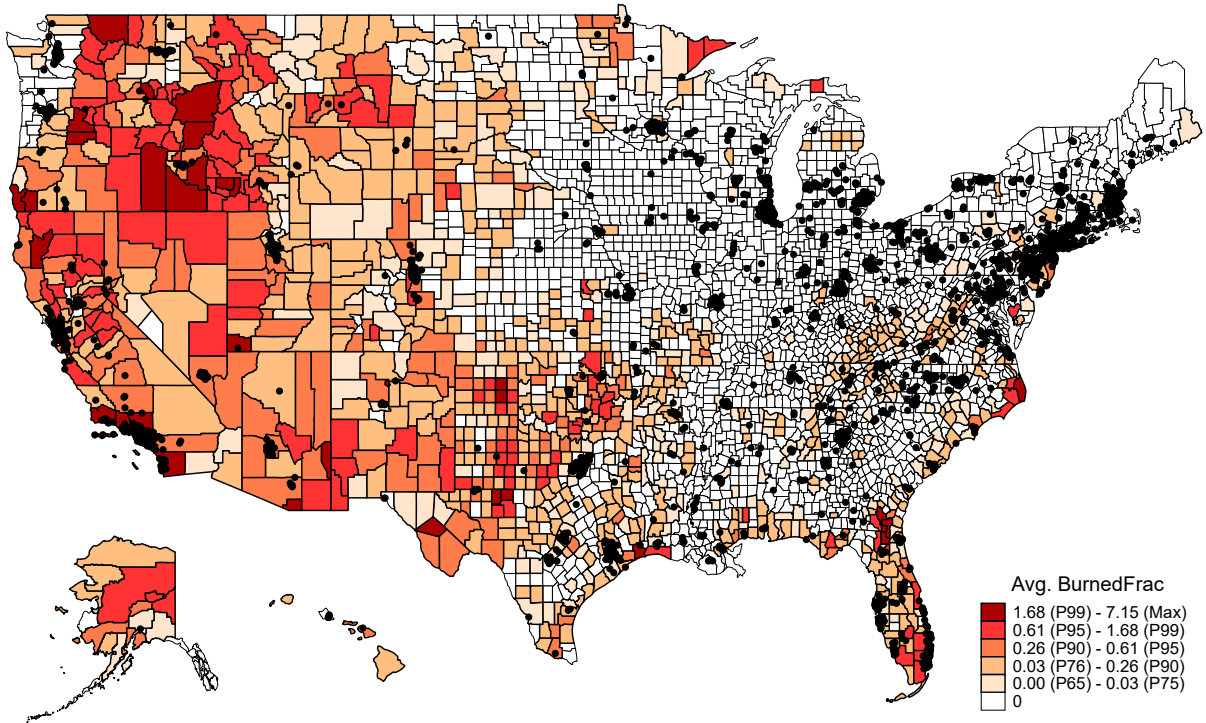 Avg. BurnedFrac
1.68 (P99) - 7.15 (Max)
0.61 (P95) - 1.68 (P99)
0.26 (P90) - 0.61 (P95)
0.03 (P76) - 0.26 (P90)
0.00 (P65) - 0.03 (P75)
0